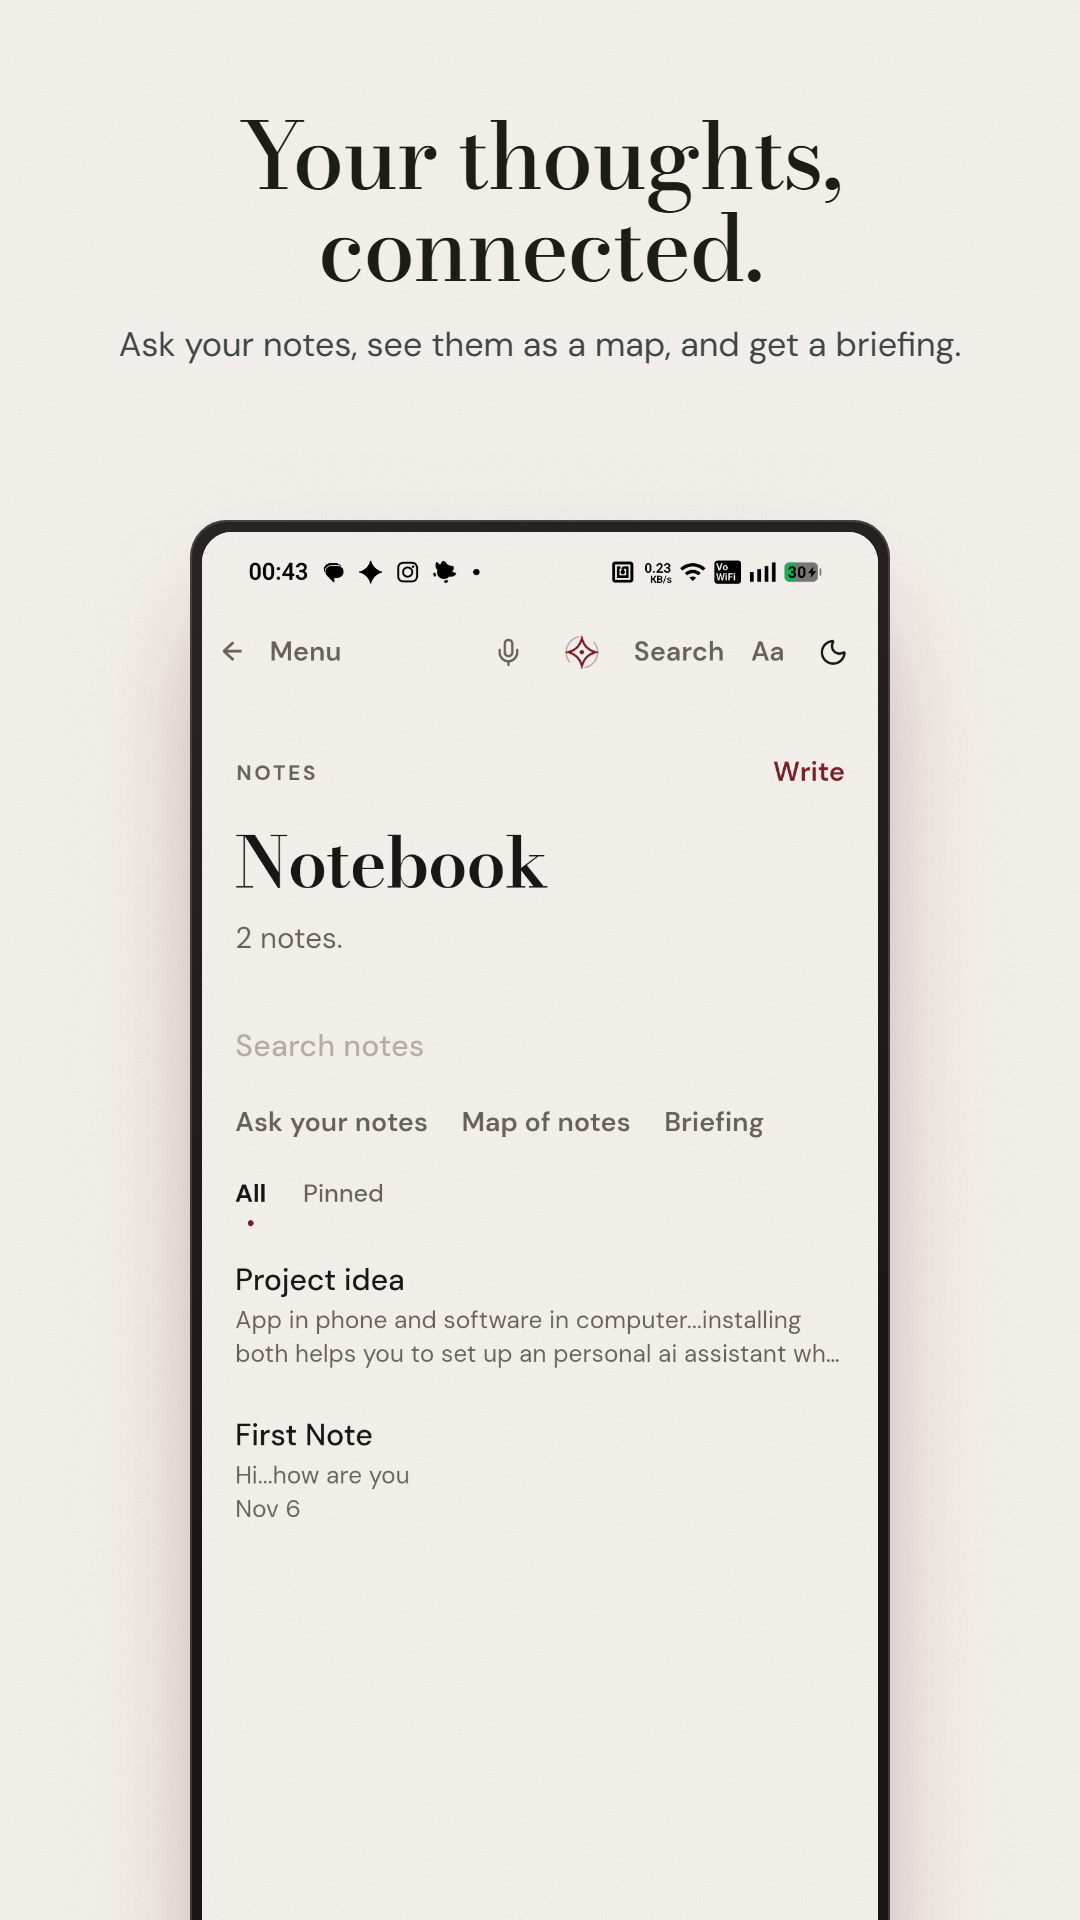 Your thoughts,
connected.
Ask your notes, see them as a map, and get a briefing.
00:43 0.23 KB/s Vo WiFi 30
Menu Search Aa
NOTES Write
Notebook
2 notes.
Search notes
Ask your notes Map of notes Briefing
All Pinned
Project idea
App in phone and software in computer...installing
both helps you to set up an personal ai assistant wh...
First Note
Hi...how are you
Nov 6